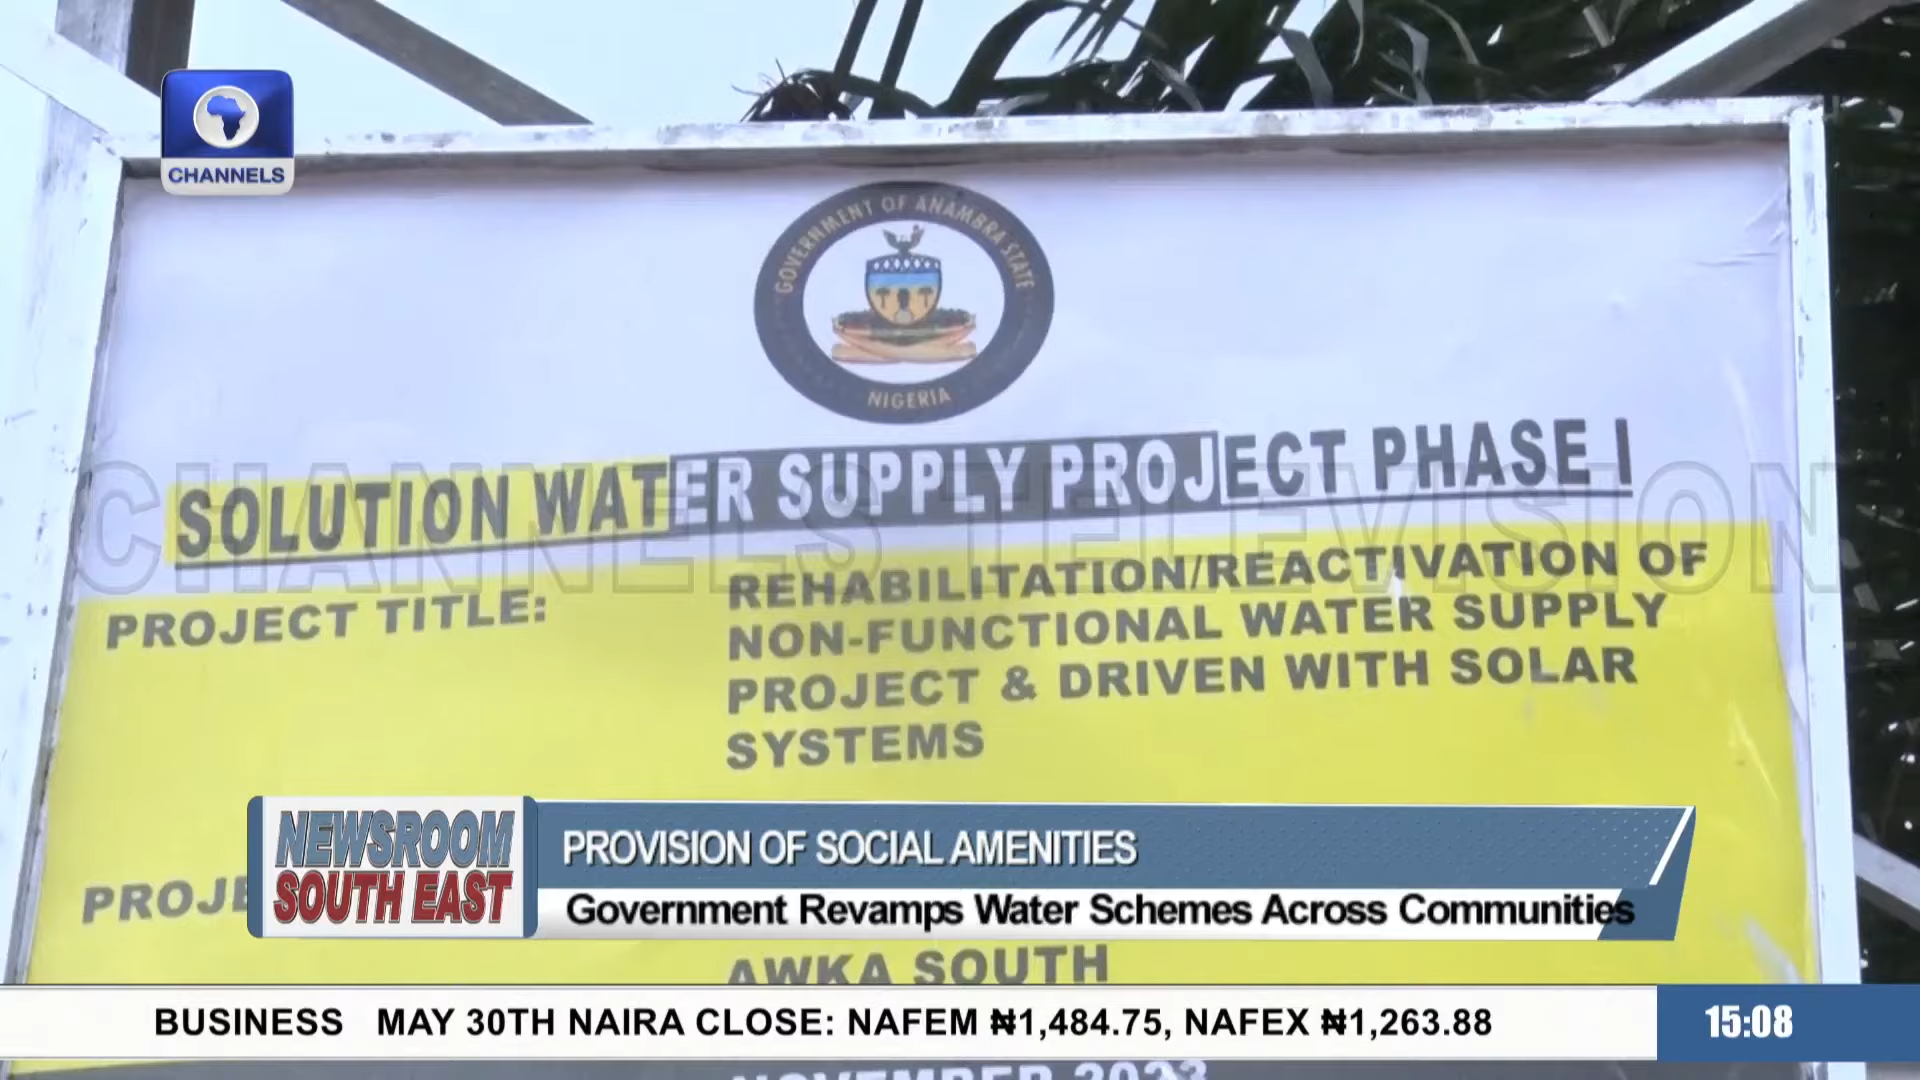 CHANNELS
GOVERNMENT OF ANAMBRA STATE
NIGERIA
SOLUTION WATER SUPPLY PROJECT PHASE I
CHANNELS TELEVISION
PROJECT TITLE:
REHABILITATION/REACTIVATION OF
NON-FUNCTIONAL WATER SUPPLY
PROJECT & DRIVEN WITH SOLAR
SYSTEMS
NEWSROOM
SOUTH EAST
PROVISION OF SOCIAL AMENITIES
Government Revamps Water Schemes Across Communities
AWKA SOUTH
BUSINESS MAY 30TH NAIRA CLOSE: NAFEM ₦1,484.75, NAFEX ₦1,263.88
15:08
NOVEMBER 2023